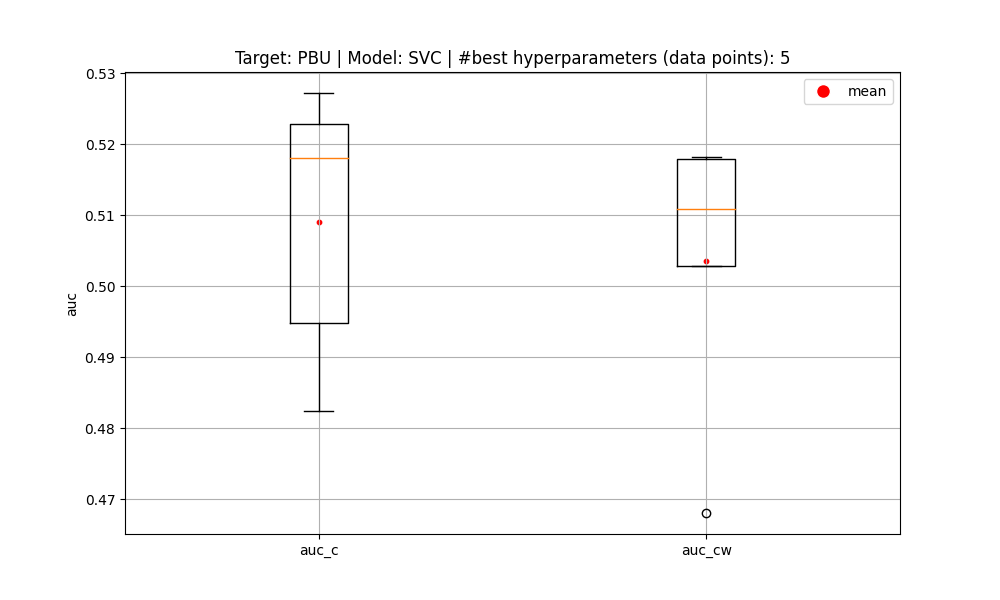 Target: PBU | Model: SVC | #best hyperparameters (data points): 5
mean
0.53
0.52
0.51
0.50
0.49
0.48
0.47
auc
auc_c
auc_cw